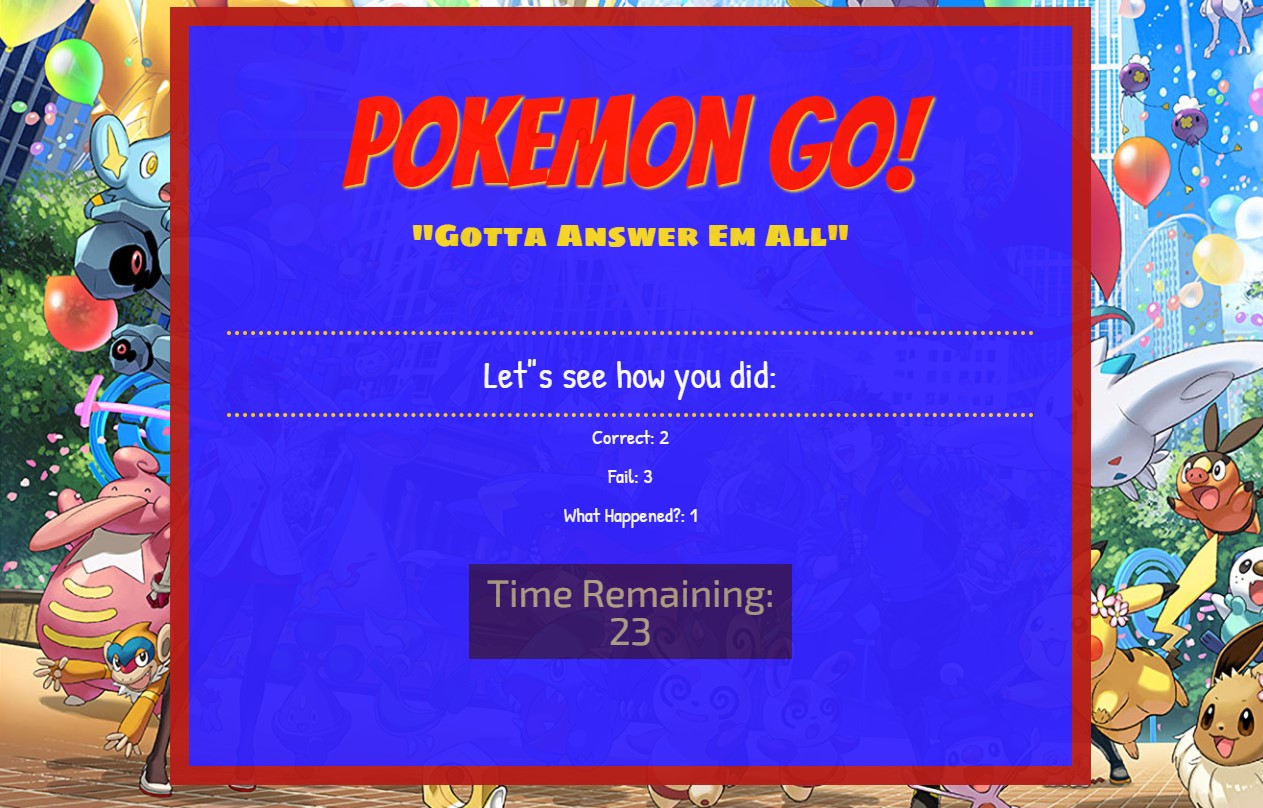 POKEMON GO!
"Gotta Answer Em All"
Let"s see how you did:
Correct: 2
Fail: 3
What Happened?: 1
Time Remaining:
23